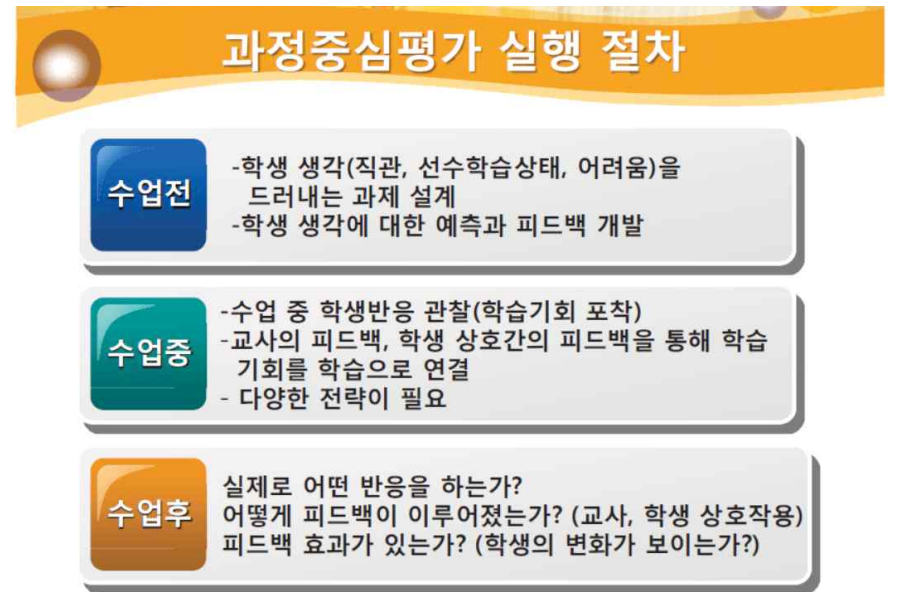 과정중심평가 실행 절차
수업전
-학생 생각(직관, 선수학습상태, 어려움)을
드러내는 과제 설계
-학생 생각에 대한 예측과 피드백 개발
수업중
-수업 중 학생반응 관찰(학습기회 포착)
-교사의 피드백, 학생 상호간의 피드백을 통해 학습
기회를 학습으로 연결
- 다양한 전략이 필요
수업후
실제로 어떤 반응을 하는가?
어떻게 피드백이 이루어졌는가? (교사, 학생 상호작용)
피드백 효과가 있는가? (학생의 변화가 보이는가?)